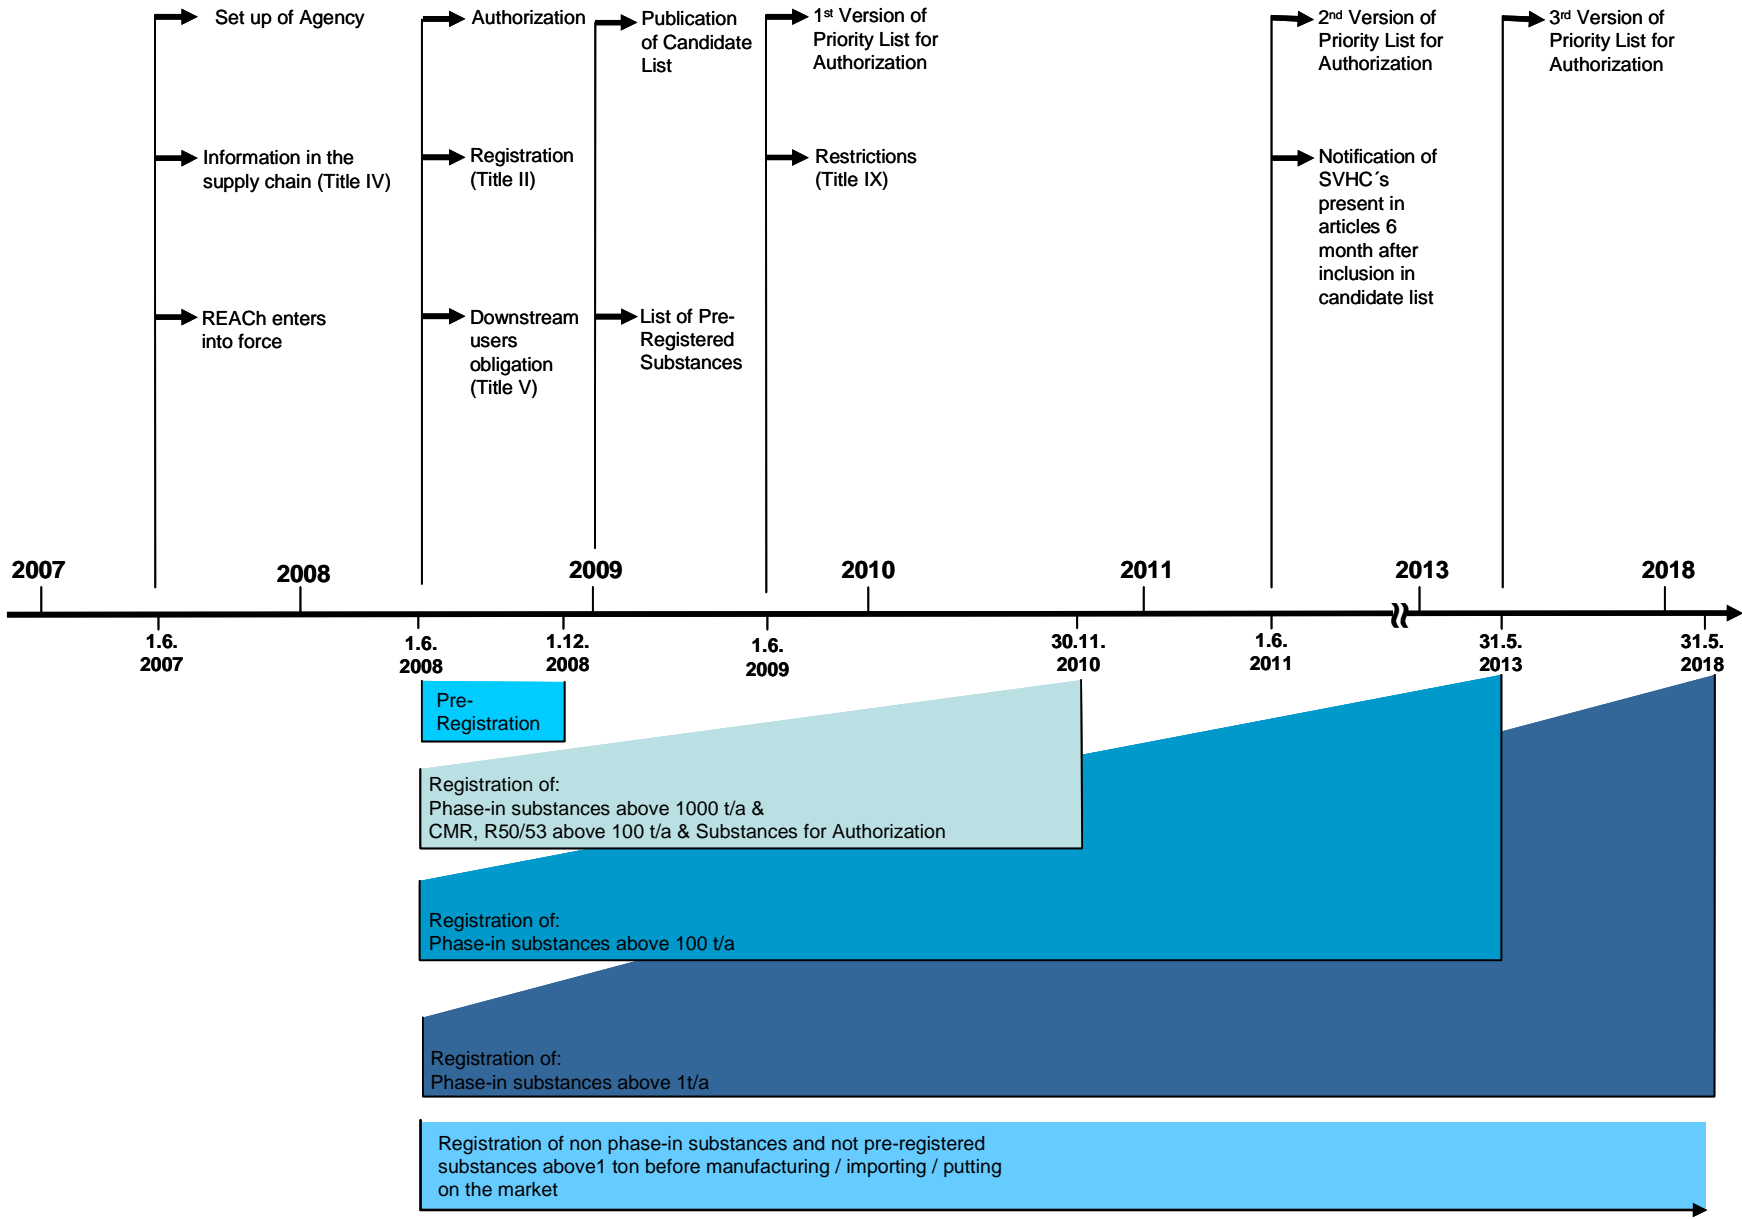 Set up of Agency
Information in the
supply chain (Title IV)
REACh enters
into force
Authorization
Registration
(Title II)
Downstream
users
obligation
(Title V)
Publication
of Candidate
List
List of Pre-
Registered
Substances
1st Version of
Priority List for
Authorization
Restrictions
(Title IX)
2nd Version of
Priority List for
Authorization
Notification of
SVHC´s
present in
articles 6
month after
inclusion in
candidate list
3rd Version of
Priority List for
Authorization
2007
2008
2009
2010
2011
2013
2018
1.6.
2007
1.6.
2008
1.12.
2008
1.6.
2009
30.11.
2010
1.6.
2011
31.5.
2013
31.5.
2018
Pre-
Registration
Registration of:
Phase-in substances above 1000 t/a &
CMR, R50/53 above 100 t/a & Substances for Authorization
Registration of:
Phase-in substances above 100 t/a
Registration of:
Phase-in substances above 1t/a
Registration of non phase-in substances and not pre-registered
substances above1 ton before manufacturing / importing / putting
on the market